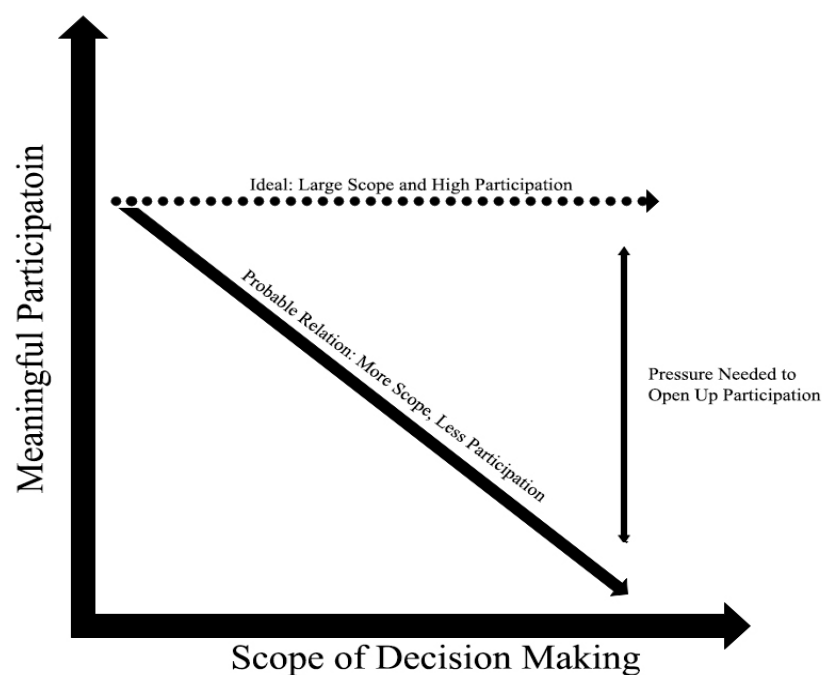 Meaningful Participatoin
Ideal: Large Scope and High Participation
Probable Relation: More Scope, Less Participation
Pressure Needed to
Open Up Participation
Scope of Decision Making